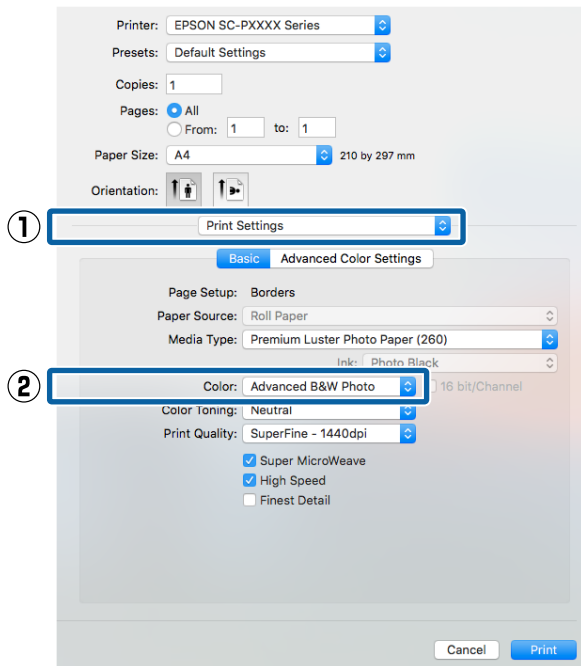 Printer: EPSON SC-PXXXX Series
Presets: Default Settings
Copies: 1
Pages: All
From: 1 to: 1
Paper Size: A4 210 by 297 mm
Orientation:
1 Print Settings
Basic Advanced Color Settings
Page Setup: Borders
Paper Source: Roll Paper
Media Type: Premium Luster Photo Paper (260)
Ink: Photo Black
2 Color: Advanced B&W Photo 16 bit/Channel
Color Toning: Neutral
Print Quality: SuperFine - 1440dpi
Super MicroWeave
High Speed
Finest Detail
Cancel Print